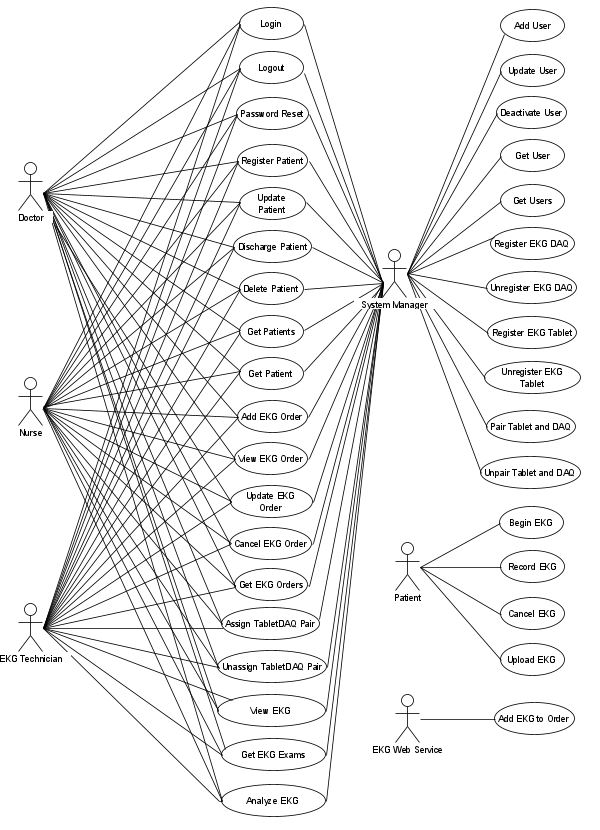 Login
Logout
Password Reset
Register Patient
Update
Patient
Discharge Patient
Delete Patient
Get Patients
Get Patient
Add EKG Order
View EKG Order
Update EKG
Order
Cancel EKG Order
Get EKG Orders
Assign TabletDAQ Pair
Unassign TabletDAQ Pair
View EKG
Get EKG Exams
Analyze EKG
Doctor
Nurse
EKG Technician
System Manager
Add User
Update User
Deactivate User
Get User
Get Users
Register EKG DAQ
Unregister EKG DAQ
Register EKG Tablet
Unregister EKG
Tablet
Pair Tablet and DAQ
Unpair Tablet and DAQ
Patient
Begin EKG
Record EKG
Cancel EKG
Upload EKG
EKG Web Service
Add EKG to Order